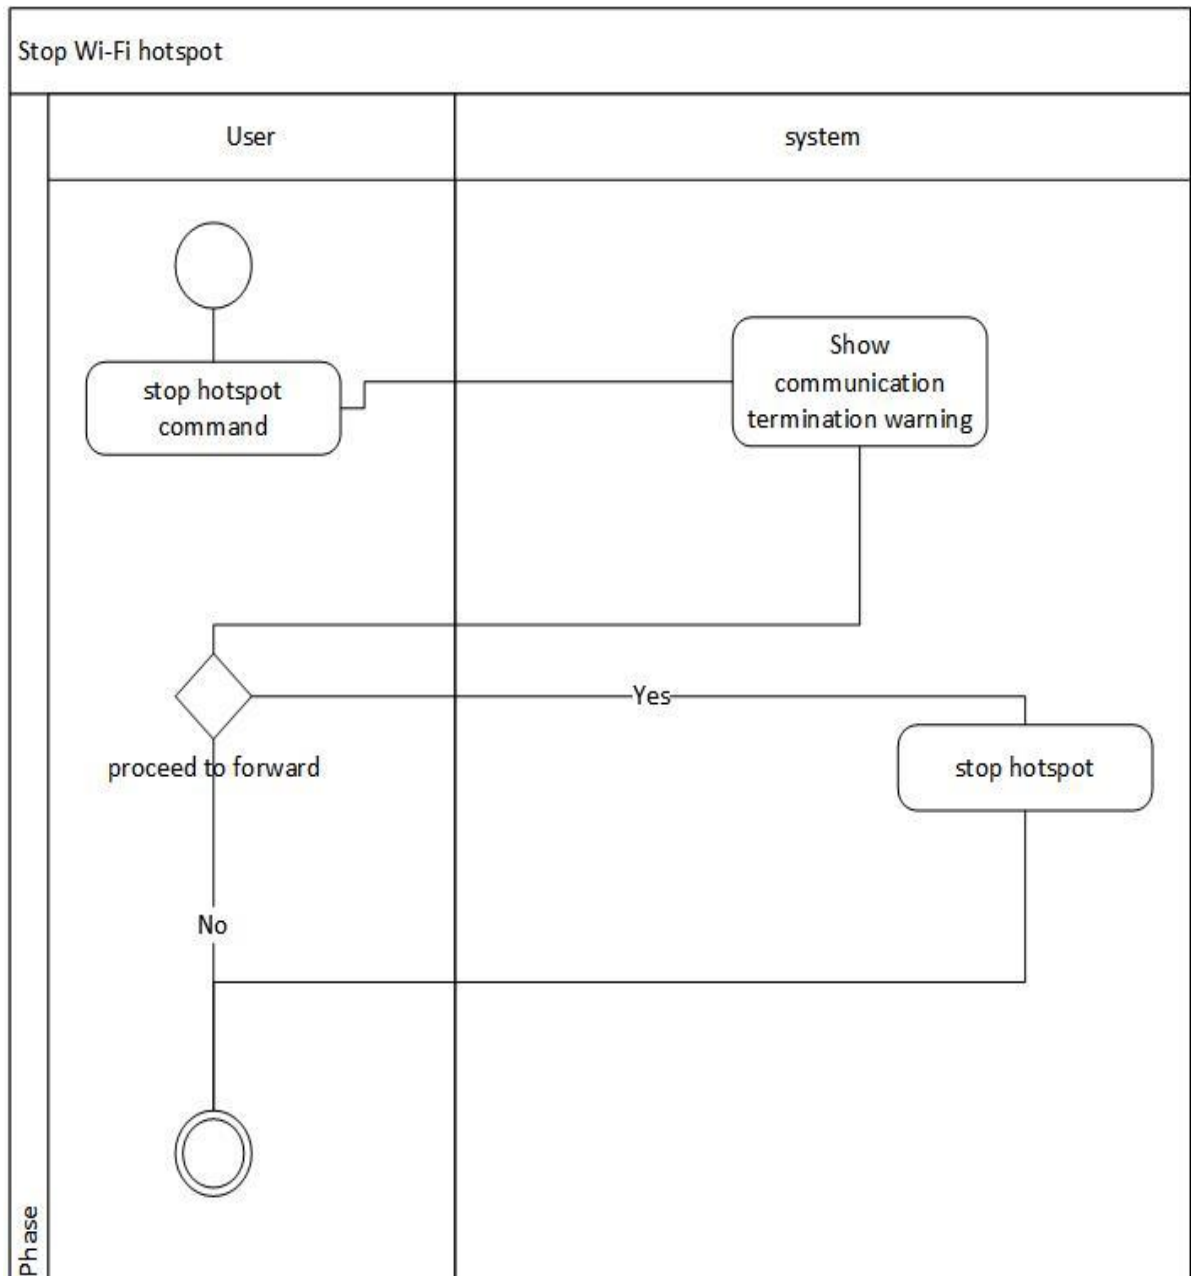 Stop Wi-Fi hotspot
User
system
Show
communication
termination warning
stop hotspot
command
Yes
proceed to forward
stop hotspot
No
Phase